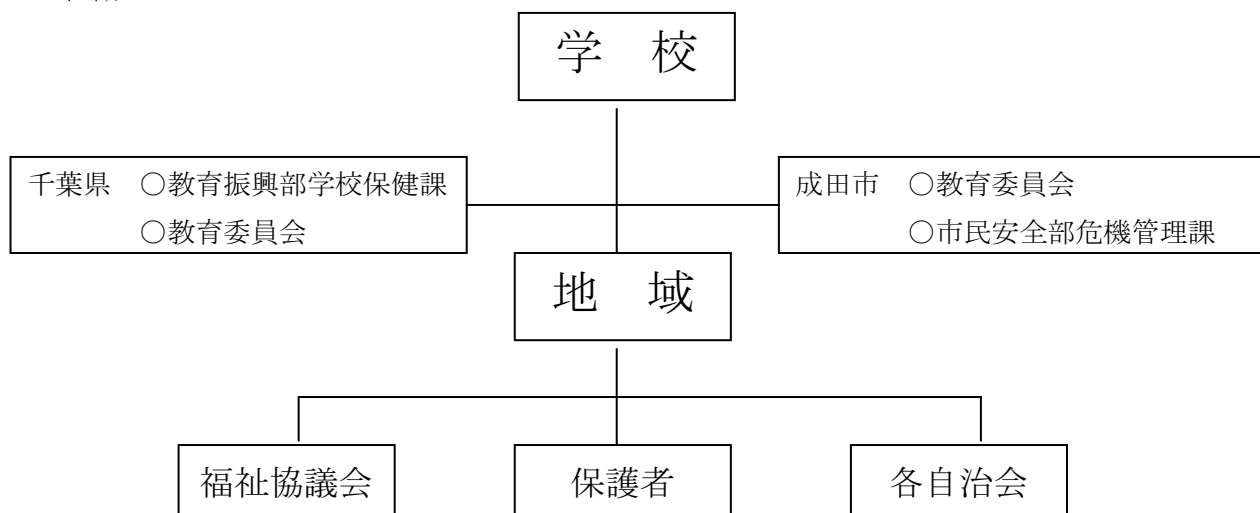 学　校
千葉県　○教育振興部学校保健課
○教育委員会
成田市　○教育委員会
○市民安全部危機管理課
地　域
福祉協議会
保護者
各自治会